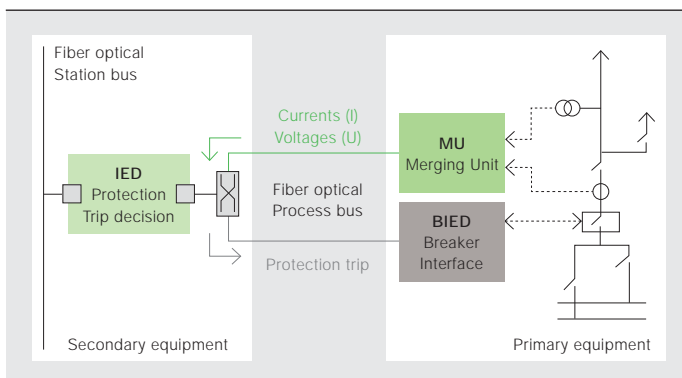 Fiber optical
Station bus
IED
Protection
Trip decision
Secondary equipment
Currents (I)
Voltages (U)
Fiber optical
Process bus
Protection trip
MU
Merging Unit
BIED
Breaker
Interface
Primary equipment